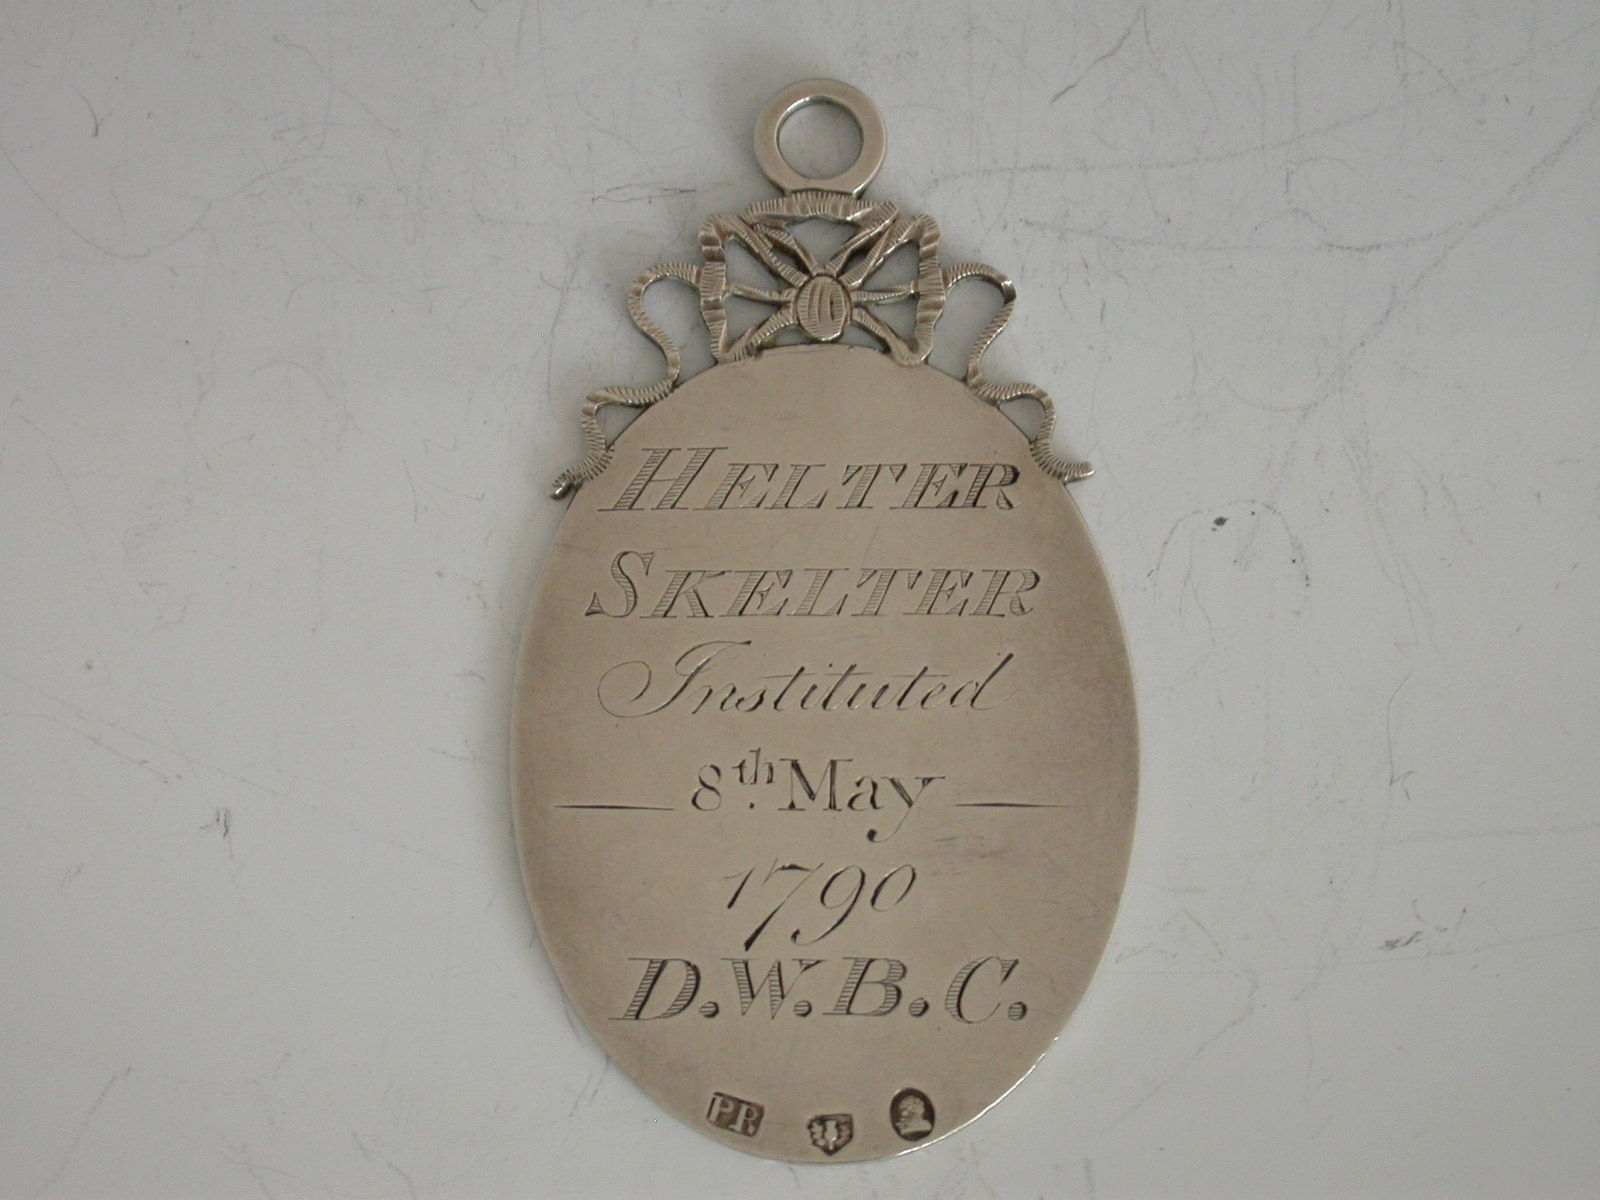 HELTER
SKELTER
Instituted
8th May
1790
D.W.B.C.
PR